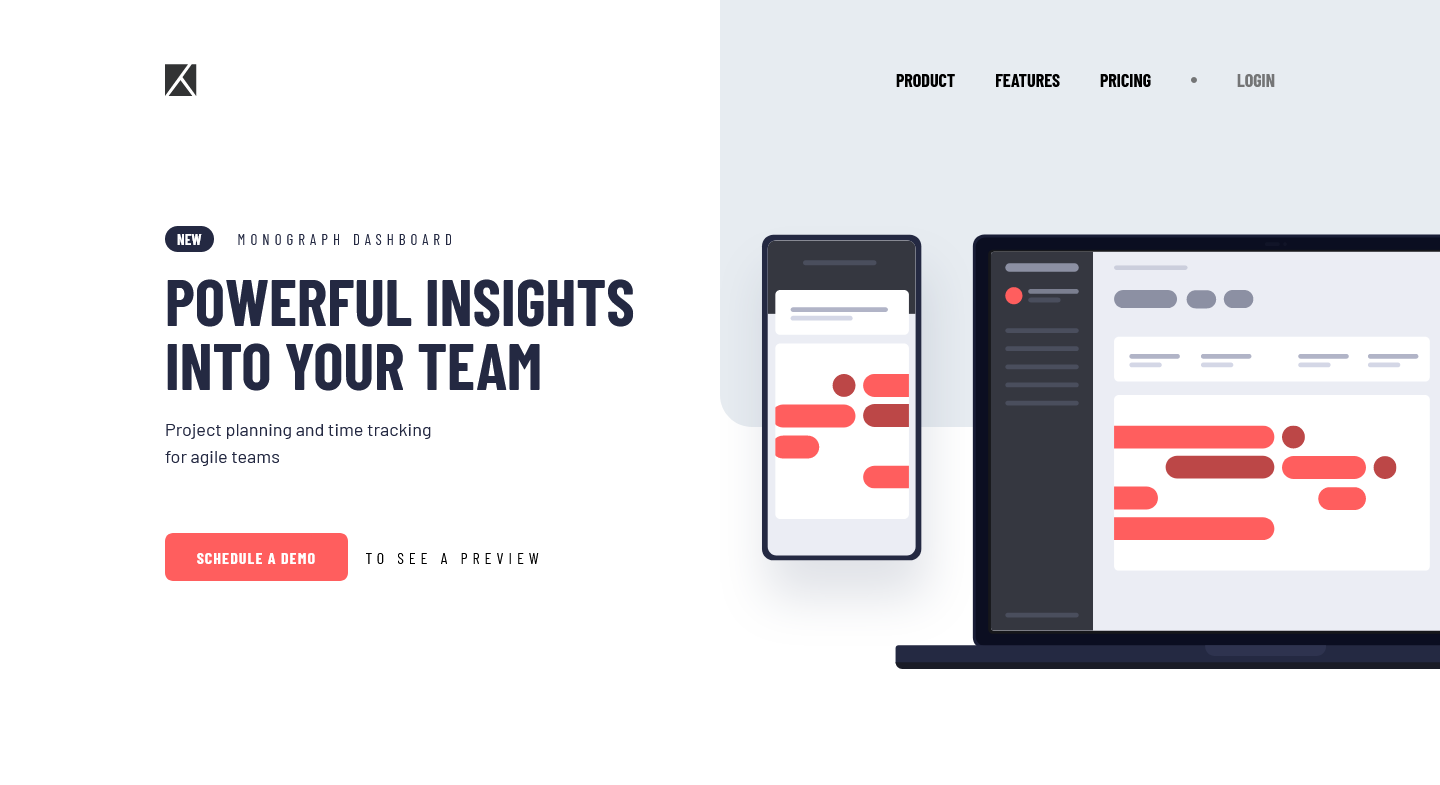 PRODUCT FEATURES PRICING • LOGIN
NEW MONOGRAPH DASHBOARD
POWERFUL INSIGHTS
INTO YOUR TEAM
Project planning and time tracking
for agile teams
SCHEDULE A DEMO TO SEE A PREVIEW